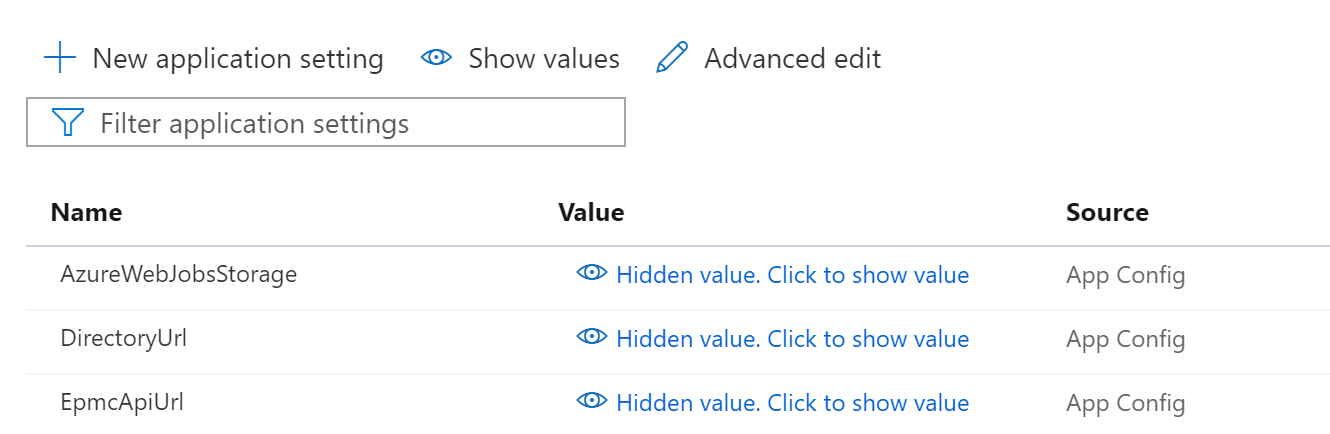 New application setting Show values Advanced edit
Filter application settings
Name Value Source
AzureWebJobsStorage Hidden value. Click to show value App Config
DirectoryUrl Hidden value. Click to show value App Config
EpmcApiUrl Hidden value. Click to show value App Config